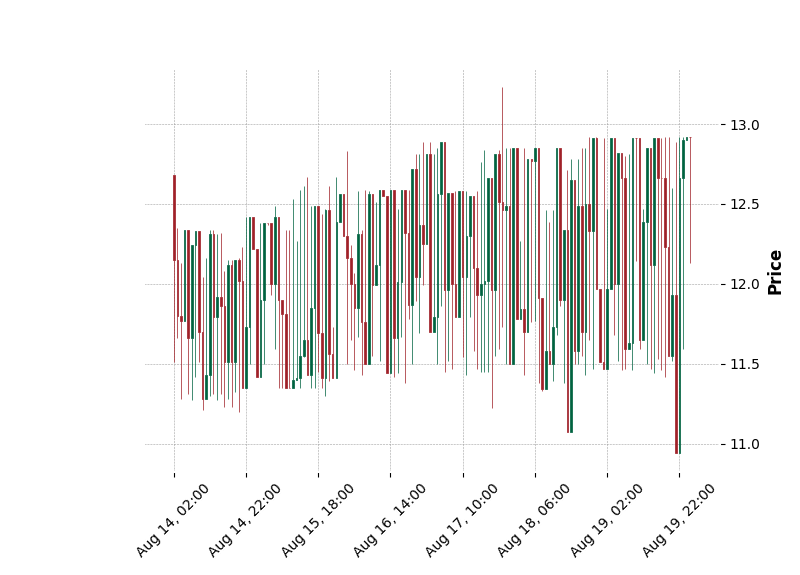 13.0
12.5
12.0
11.5
11.0
Price
Aug 14, 02:00
Aug 14, 22:00
Aug 15, 18:00
Aug 16, 14:00
Aug 17, 10:00
Aug 18, 06:00
Aug 19, 02:00
Aug 19, 22:00